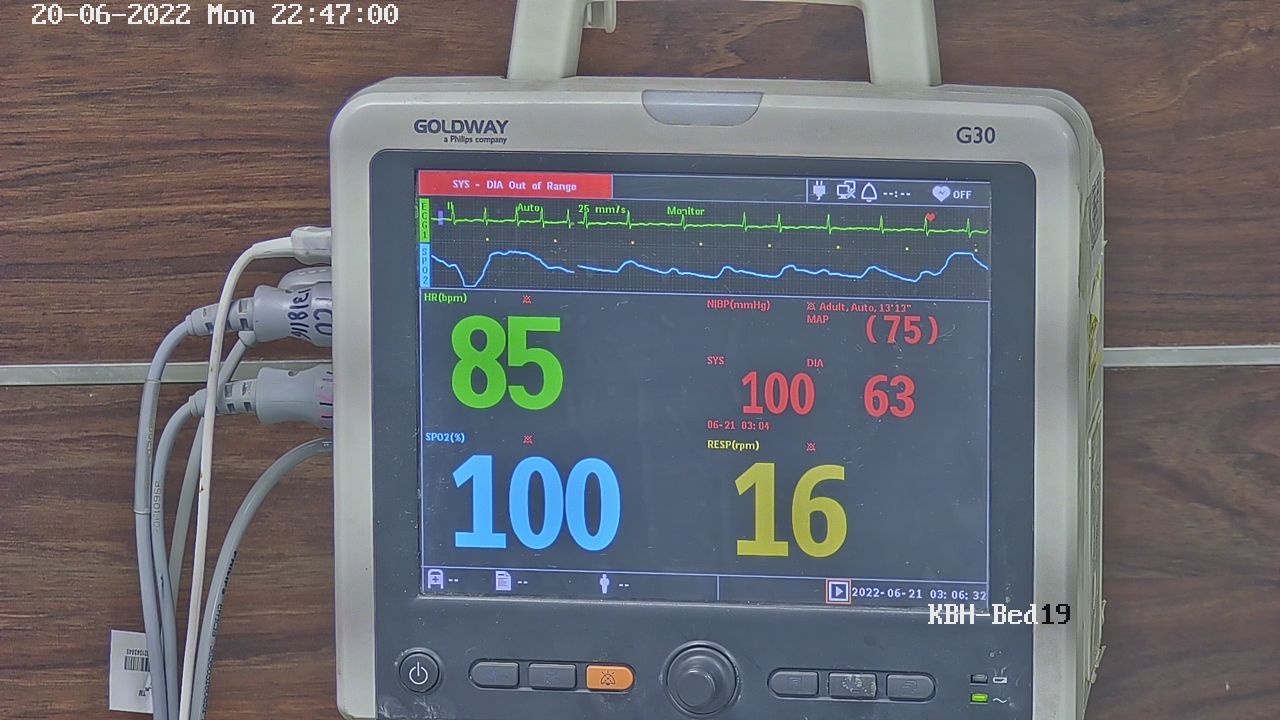 20-06-2022 Mon 22:47:00
GOLDWAY
a Philips company
G30
SYS - DIA Out of Range
--:--
OFF
ECG1
Auto
25 mm/s
Monitor
SPO2
HR(bpm)
85
NIBP(mmHg)
Adult, Auto, 13'13"
MAP
(75)
SYS
DIA
100
63
06-21 03:04
SPO2(%)
100
RESP(rpm)
16
--
--
--
2022-06-21 03:06:32
KBH-Bed19